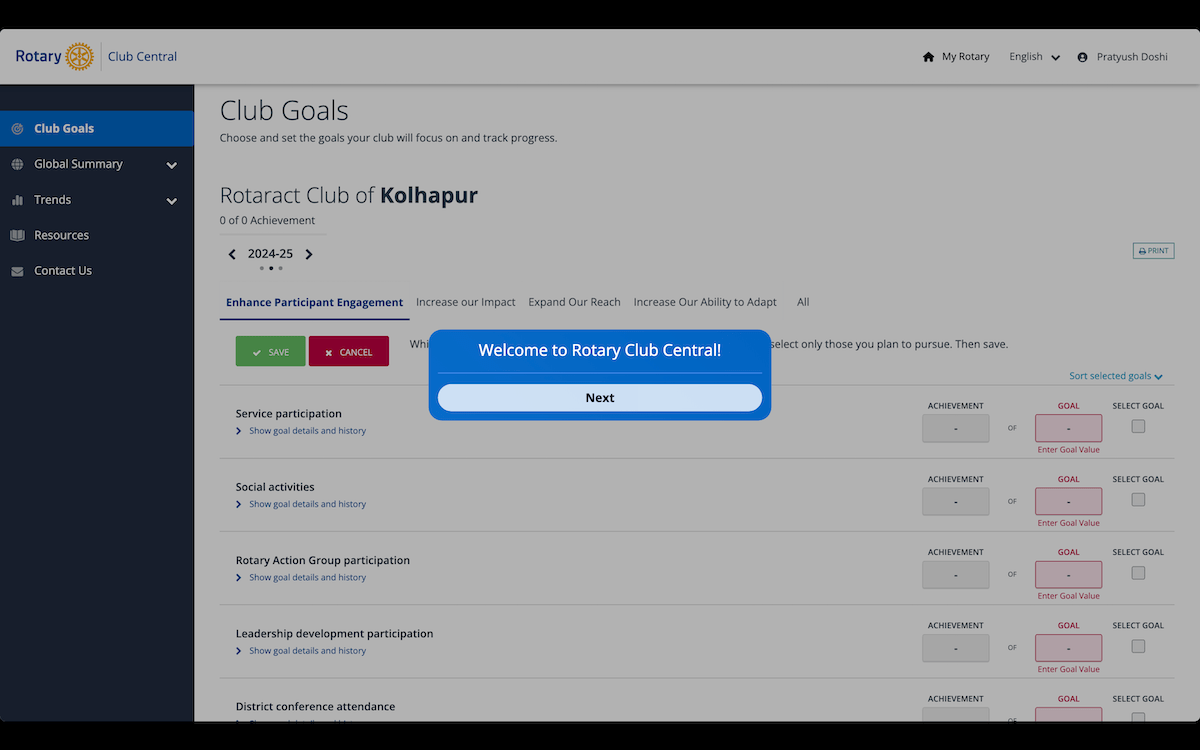 Rotary Club Central
My Rotary English Pratyush Doshi
Club Goals
Global Summary
Trends
Resources
Contact Us
Club Goals
Choose and set the goals your club will focus on and track progress.
Rotaract Club of Kolhapur
0 of 0 Achievement
2024-25
PRINT
Enhance Participant Engagement Increase our Impact Expand Our Reach Increase Our Ability to Adapt All
SAVE CANCEL select only those you plan to pursue. Then save.
Welcome to Rotary Club Central!
Next
Sort selected goals
Service participation
Show goal details and history
ACHIEVEMENT GOAL SELECT GOAL
- OF -
Enter Goal Value
Social activities
Show goal details and history
ACHIEVEMENT GOAL SELECT GOAL
- OF -
Enter Goal Value
Rotary Action Group participation
Show goal details and history
ACHIEVEMENT GOAL SELECT GOAL
- OF -
Enter Goal Value
Leadership development participation
Show goal details and history
ACHIEVEMENT GOAL SELECT GOAL
- OF -
Enter Goal Value
District conference attendance
ACHIEVEMENT GOAL SELECT GOAL
OF